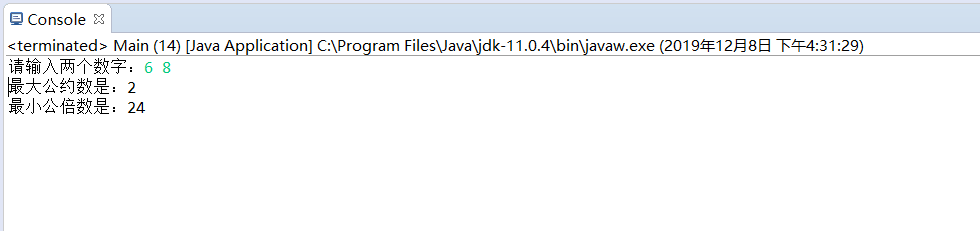 Console
<terminated> Main (14) [Java Application] C:\Program Files\Java\jdk-11.0.4\bin\javaw.exe (2019年12月8日 下午4:31:29)
请输入两个数字：6 8
最大公约数是：2
最小公倍数是：24